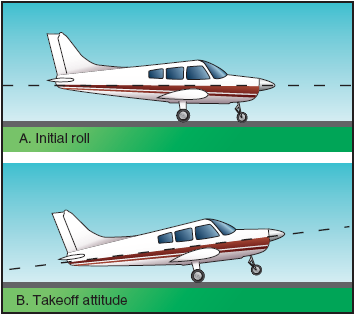 A. Initial roll
B. Takeoff attitude